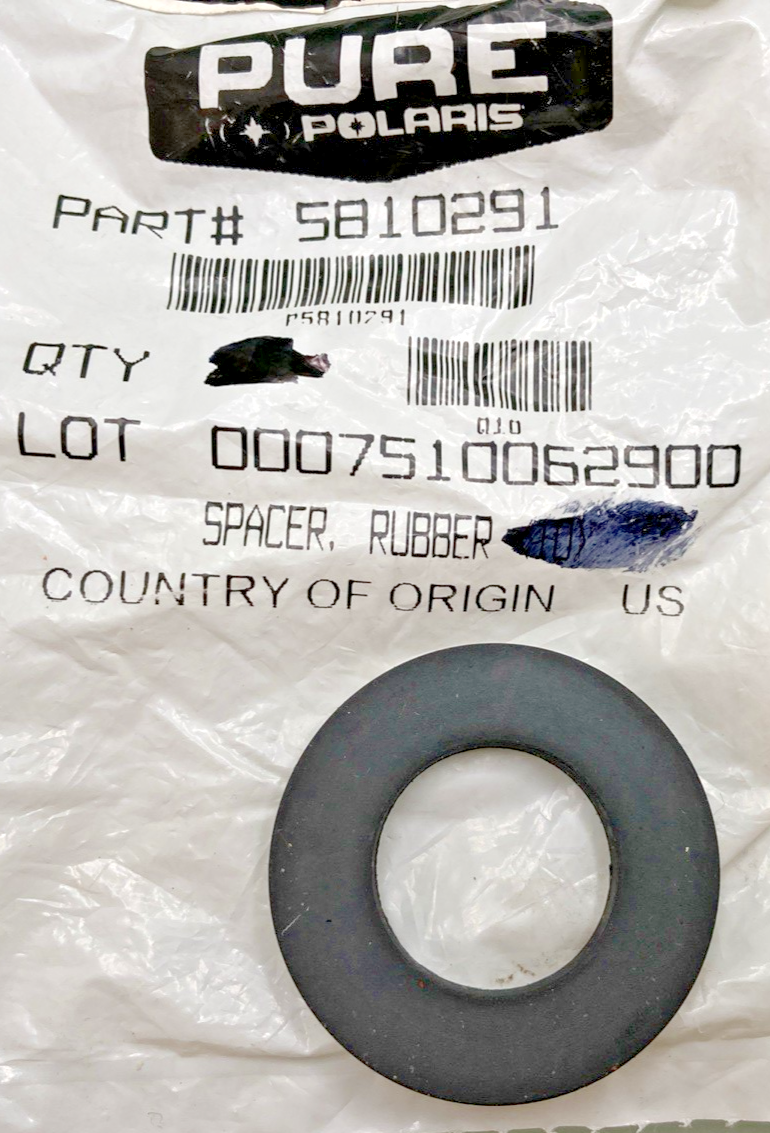 PURE
POLARIS
PART# 5810291
P5810291
QTY
Q10
LOT 0007510062900
SPACER, RUBBER
COUNTRY OF ORIGIN US